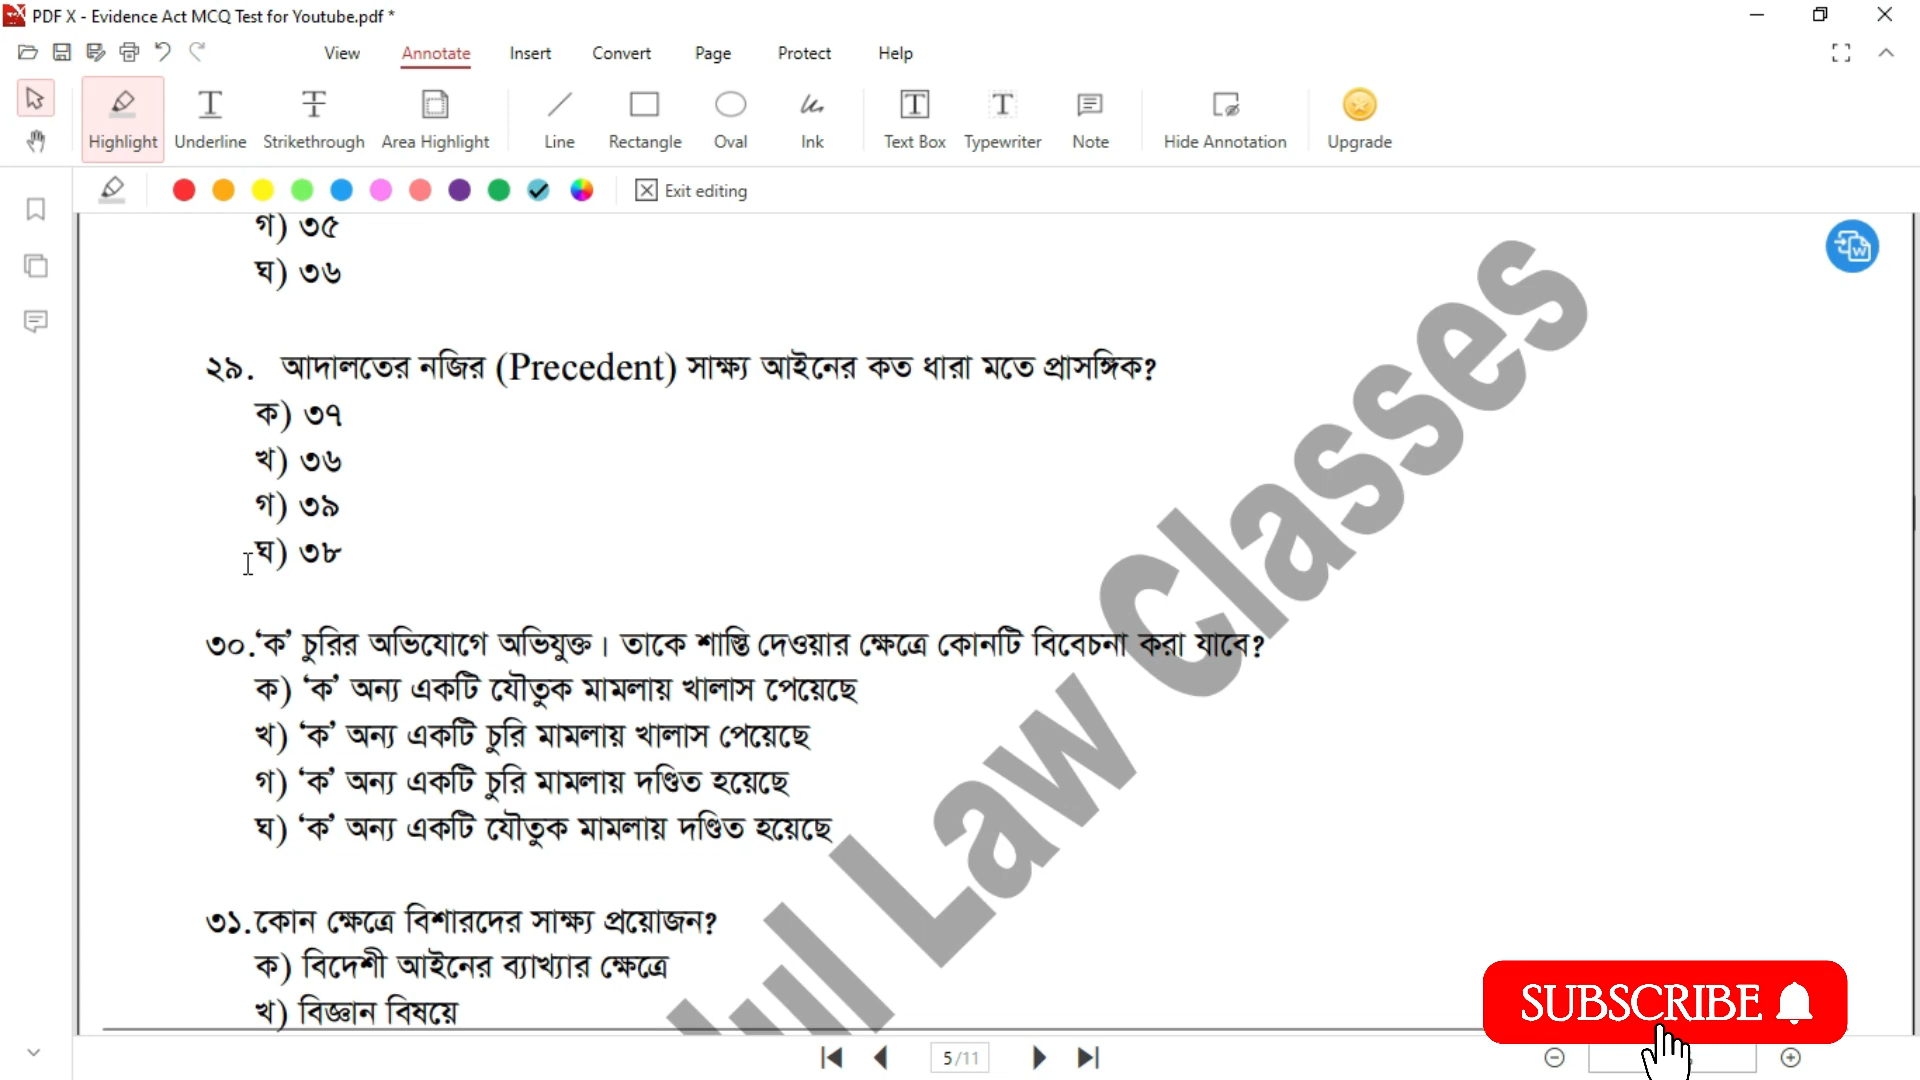 PDF X - Evidence Act MCQ Test for Youtube.pdf *
View Annotate Insert Convert Page Protect Help
Highlight Underline Strikethrough Area Highlight Line Rectangle Oval Ink Text Box Typewriter Note Hide Annotation Upgrade
Exit editing
গ) ৩৫
ঘ) ৩৬
২৯. আদালতের নজির (Precedent) সাক্ষ্য আইনের কত ধারা মতে প্রাসঙ্গিক?
ক) ৩৭
খ) ৩৬
গ) ৩৯
ঘ) ৩৮
৩০. ‘ক’ চুরির অভিযোগে অভিযুক্ত। তাকে শাস্তি দেওয়ার ক্ষেত্রে কোনটি বিবেচনা করা যাবে?
ক) ‘ক’ অন্য একটি যৌতুক মামলায় খালাস পেয়েছে
খ) ‘ক’ অন্য একটি চুরি মামলায় খালাস পেয়েছে
গ) ‘ক’ অন্য একটি চুরি মামলায় দণ্ডিত হয়েছে
ঘ) ‘ক’ অন্য একটি যৌতুক মামলায় দণ্ডিত হয়েছে
৩১. কোন ক্ষেত্রে বিশারদের সাক্ষ্য প্রয়োজন?
ক) বিদেশী আইনের ব্যাখ্যার ক্ষেত্রে
খ) বিজ্ঞান বিষয়ে
Law Classes
SUBSCRIBE
5 /11